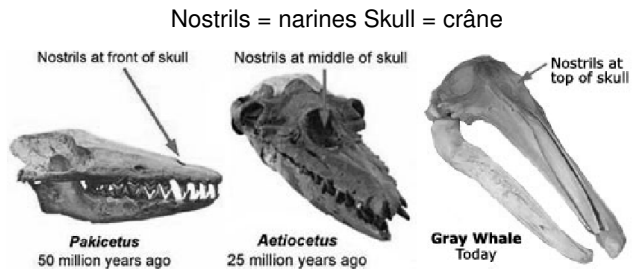 Nostrils = narines Skull = crâne
Nostrils at front of skull
Nostrils at middle of skull
Nostrils at
top of skull
Pakicetus
50 million years ago
Aetiocetus
25 million years ago
Gray Whale
Today